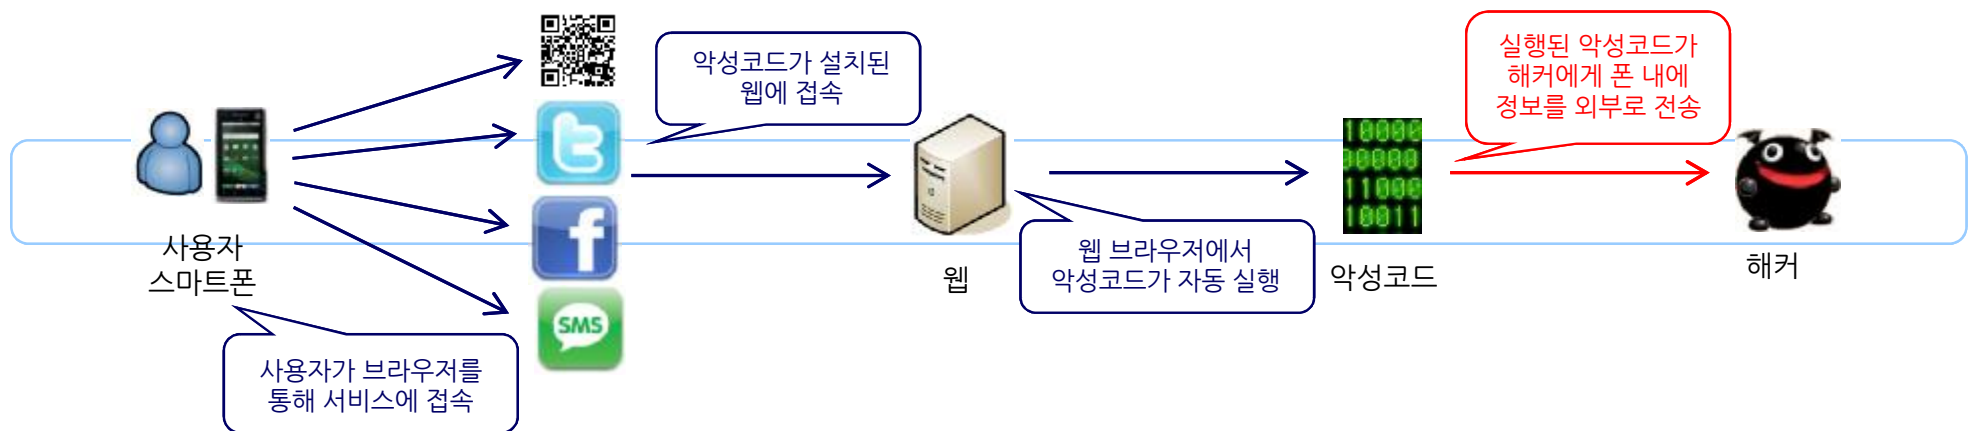 악성코드가 설치된
웹에 접속
실행된 악성코드가
해커에게 폰 내에
정보를 외부로 전송
10000
00000
11000
10011
사용자
스마트폰
SMS
웹
웹 브라우저에서
악성코드가 자동 실행
악성코드
해커
사용자가 브라우저를
통해 서비스에 접속